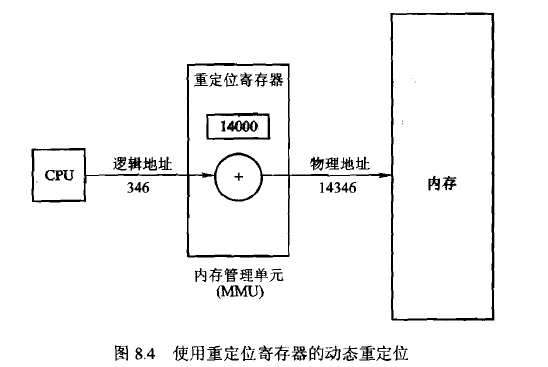 重定位寄存器
14000
CPU
逻辑地址
346
+
物理地址
14346
内存
内存管理单元
(MMU)
图 8.4 使用重定位寄存器的动态重定位